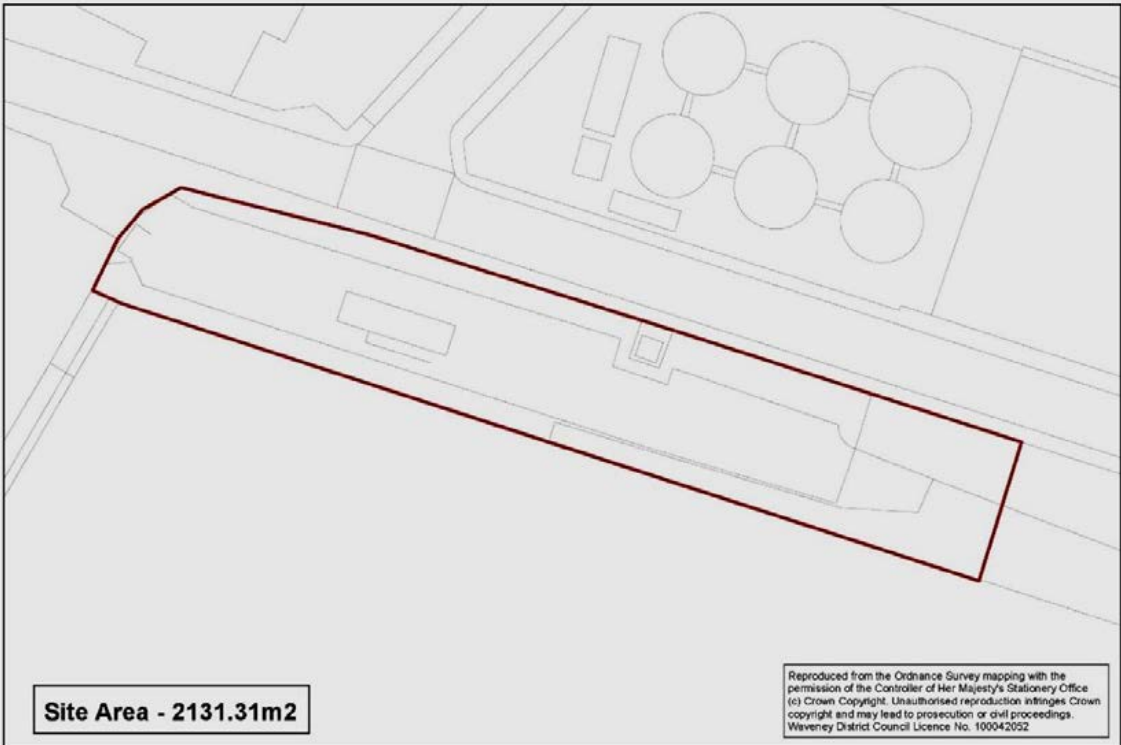 Site Area - 2131.31m2
Reproduced from the Ordnance Survey mapping with the
permission of the Controller of Her Majesty's Stationery Office
(c) Crown Copyright. Unauthorised reproduction infringes Crown
copyright and may lead to prosecution or civil proceedings.
Waveney District Council Licence No. 100042052